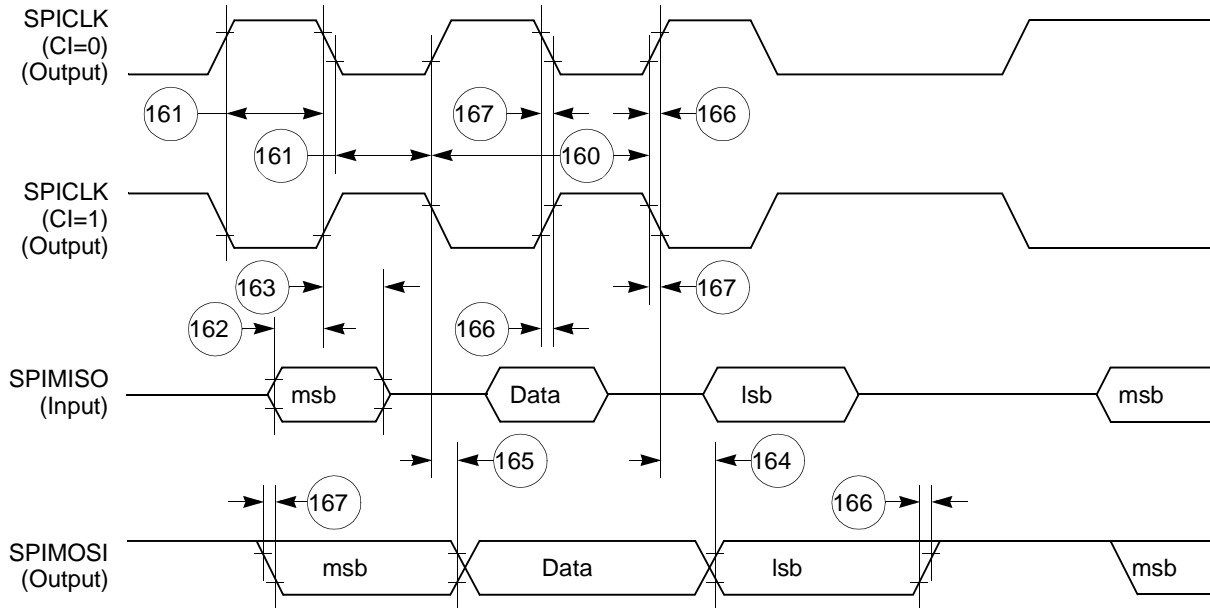 SPICLK
(CI=0)
(Output)
161
167
166
161
160
SPICLK
(CI=1)
(Output)
163
167
162
166
SPIMISO
(Input)
msb
Data
lsb
msb
165
164
167
166
SPIMOSI
(Output)
msb
Data
lsb
msb